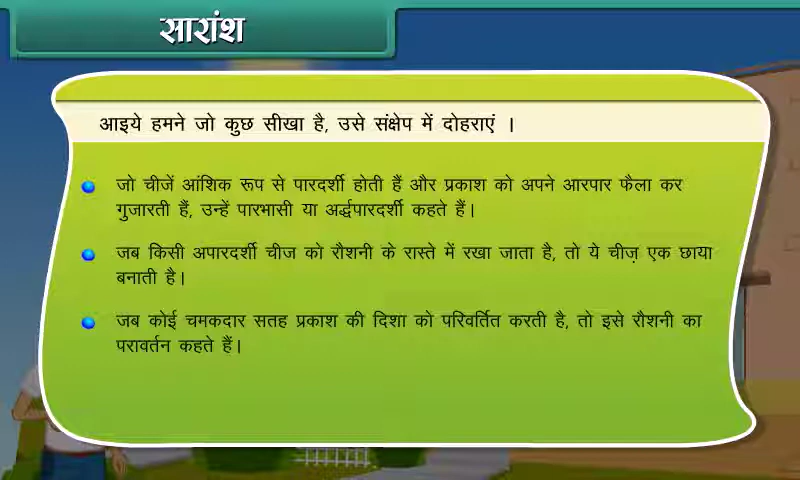 सारांश
आइये हमने जो कुछ सीखा है, उसे संक्षेप में दोहराएं ।
जो चीजें आंशिक रूप से पारदर्शी होती हैं और प्रकाश को अपने आरपार फैला कर
गुजारती हैं, उन्हें पारभासी या अर्द्धपारदर्शी कहते हैं।
जब किसी अपारदर्शी चीज को रौशनी के रास्ते में रखा जाता है, तो ये चीज़ एक छाया
बनाती है।
जब कोई चमकदार सतह प्रकाश की दिशा को परिवर्तित करती है, तो इसे रौशनी का
परावर्तन कहते हैं।